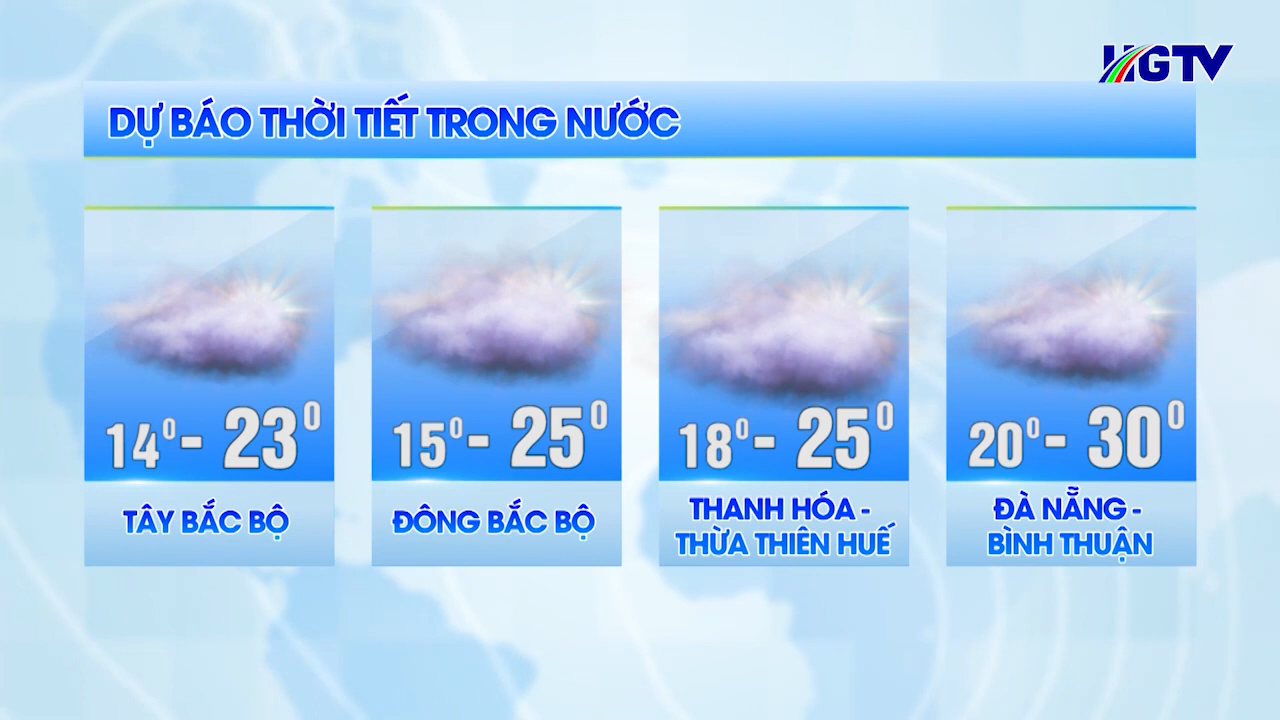 HGTV
DỰ BÁO THỜI TIẾT TRONG NƯỚC
14⁰- 23⁰
TÂY BẮC BỘ
15⁰- 25⁰
ĐÔNG BẮC BỘ
18⁰- 25⁰
THANH HÓA -
THỪA THIÊN HUẾ
20⁰- 30⁰
ĐÀ NẴNG -
BÌNH THUẬN